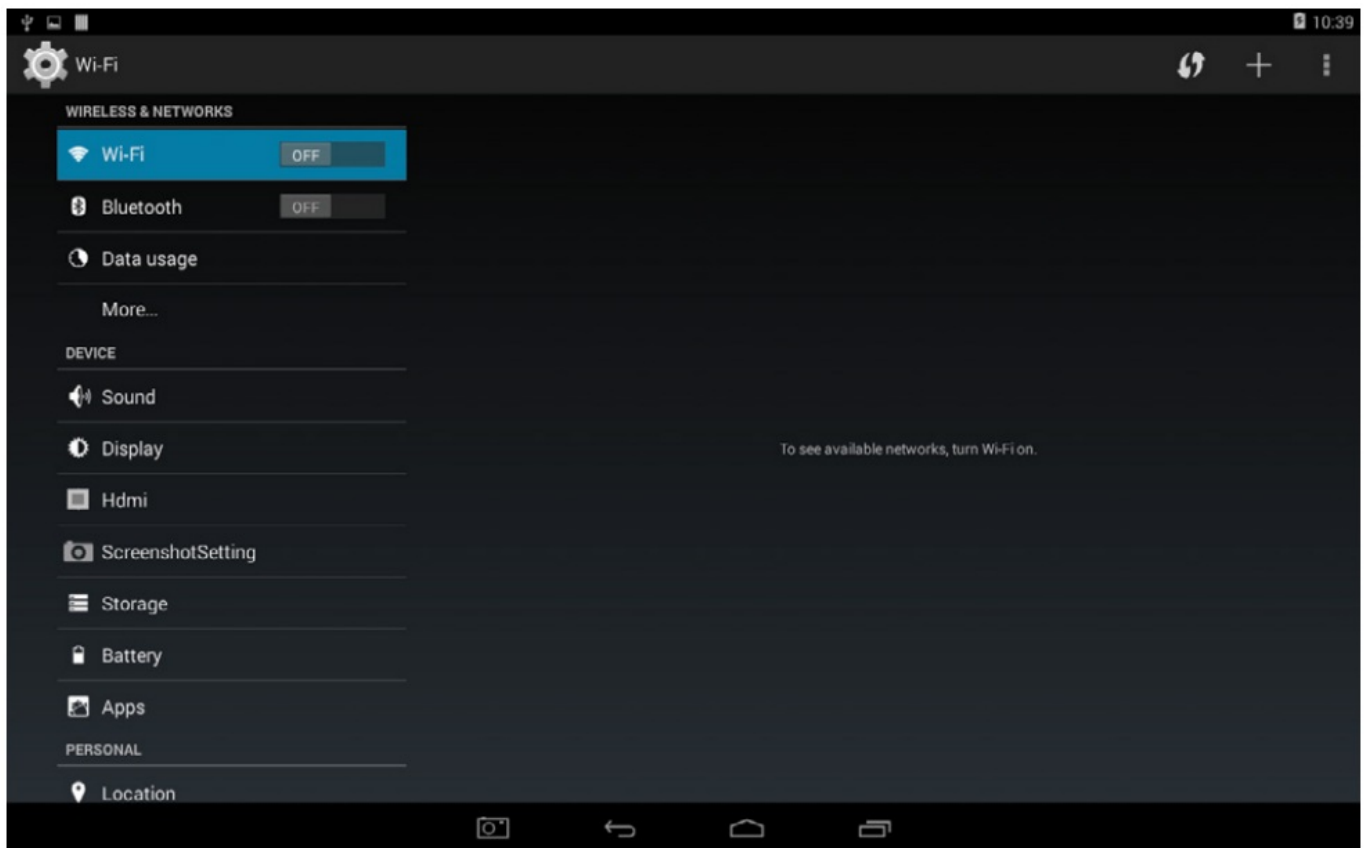 10:39
Wi-Fi
WIRELESS & NETWORKS
Wi-Fi OFF
Bluetooth OFF
Data usage
More...
DEVICE
Sound
Display
Hdmi
ScreenshotSetting
Storage
Battery
Apps
PERSONAL
Location
To see available networks, turn Wi-Fi on.